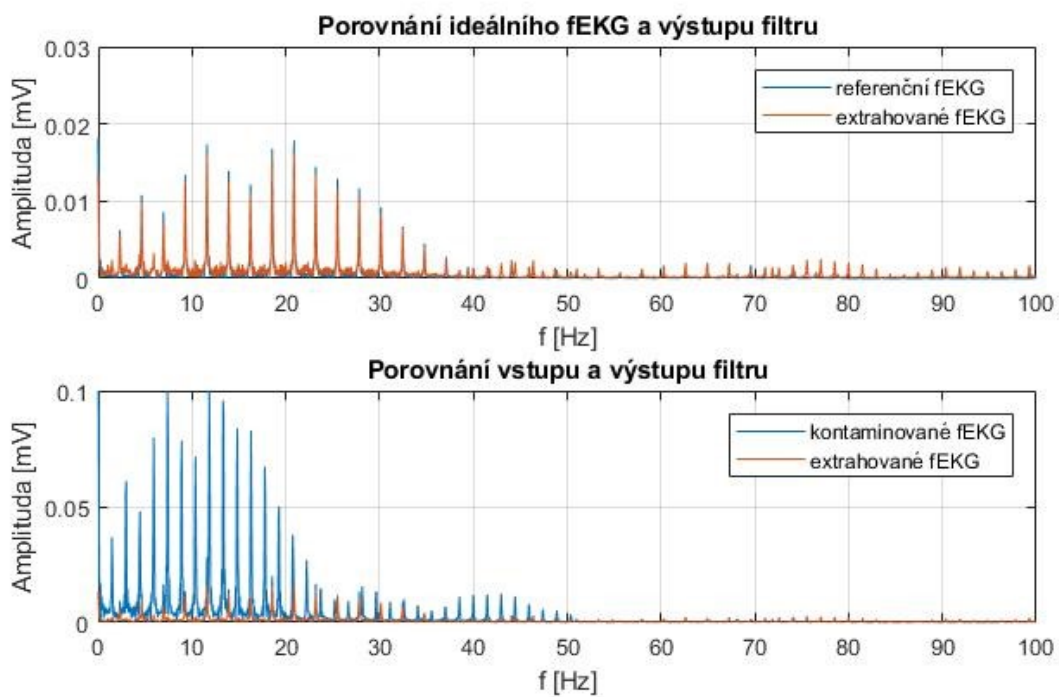 Porovnání ideálního fEKG a výstupu filtru
0.03
0.02
0.01
0
Amplituda [mV]
referenční fEKG
extrahované fEKG
0 10 20 30 40 50 60 70 80 90 100
f [Hz]
Porovnání vstupu a výstupu filtru
0.1
0.05
0
Amplituda [mV]
kontaminované fEKG
extrahované fEKG
0 10 20 30 40 50 60 70 80 90 100
f [Hz]